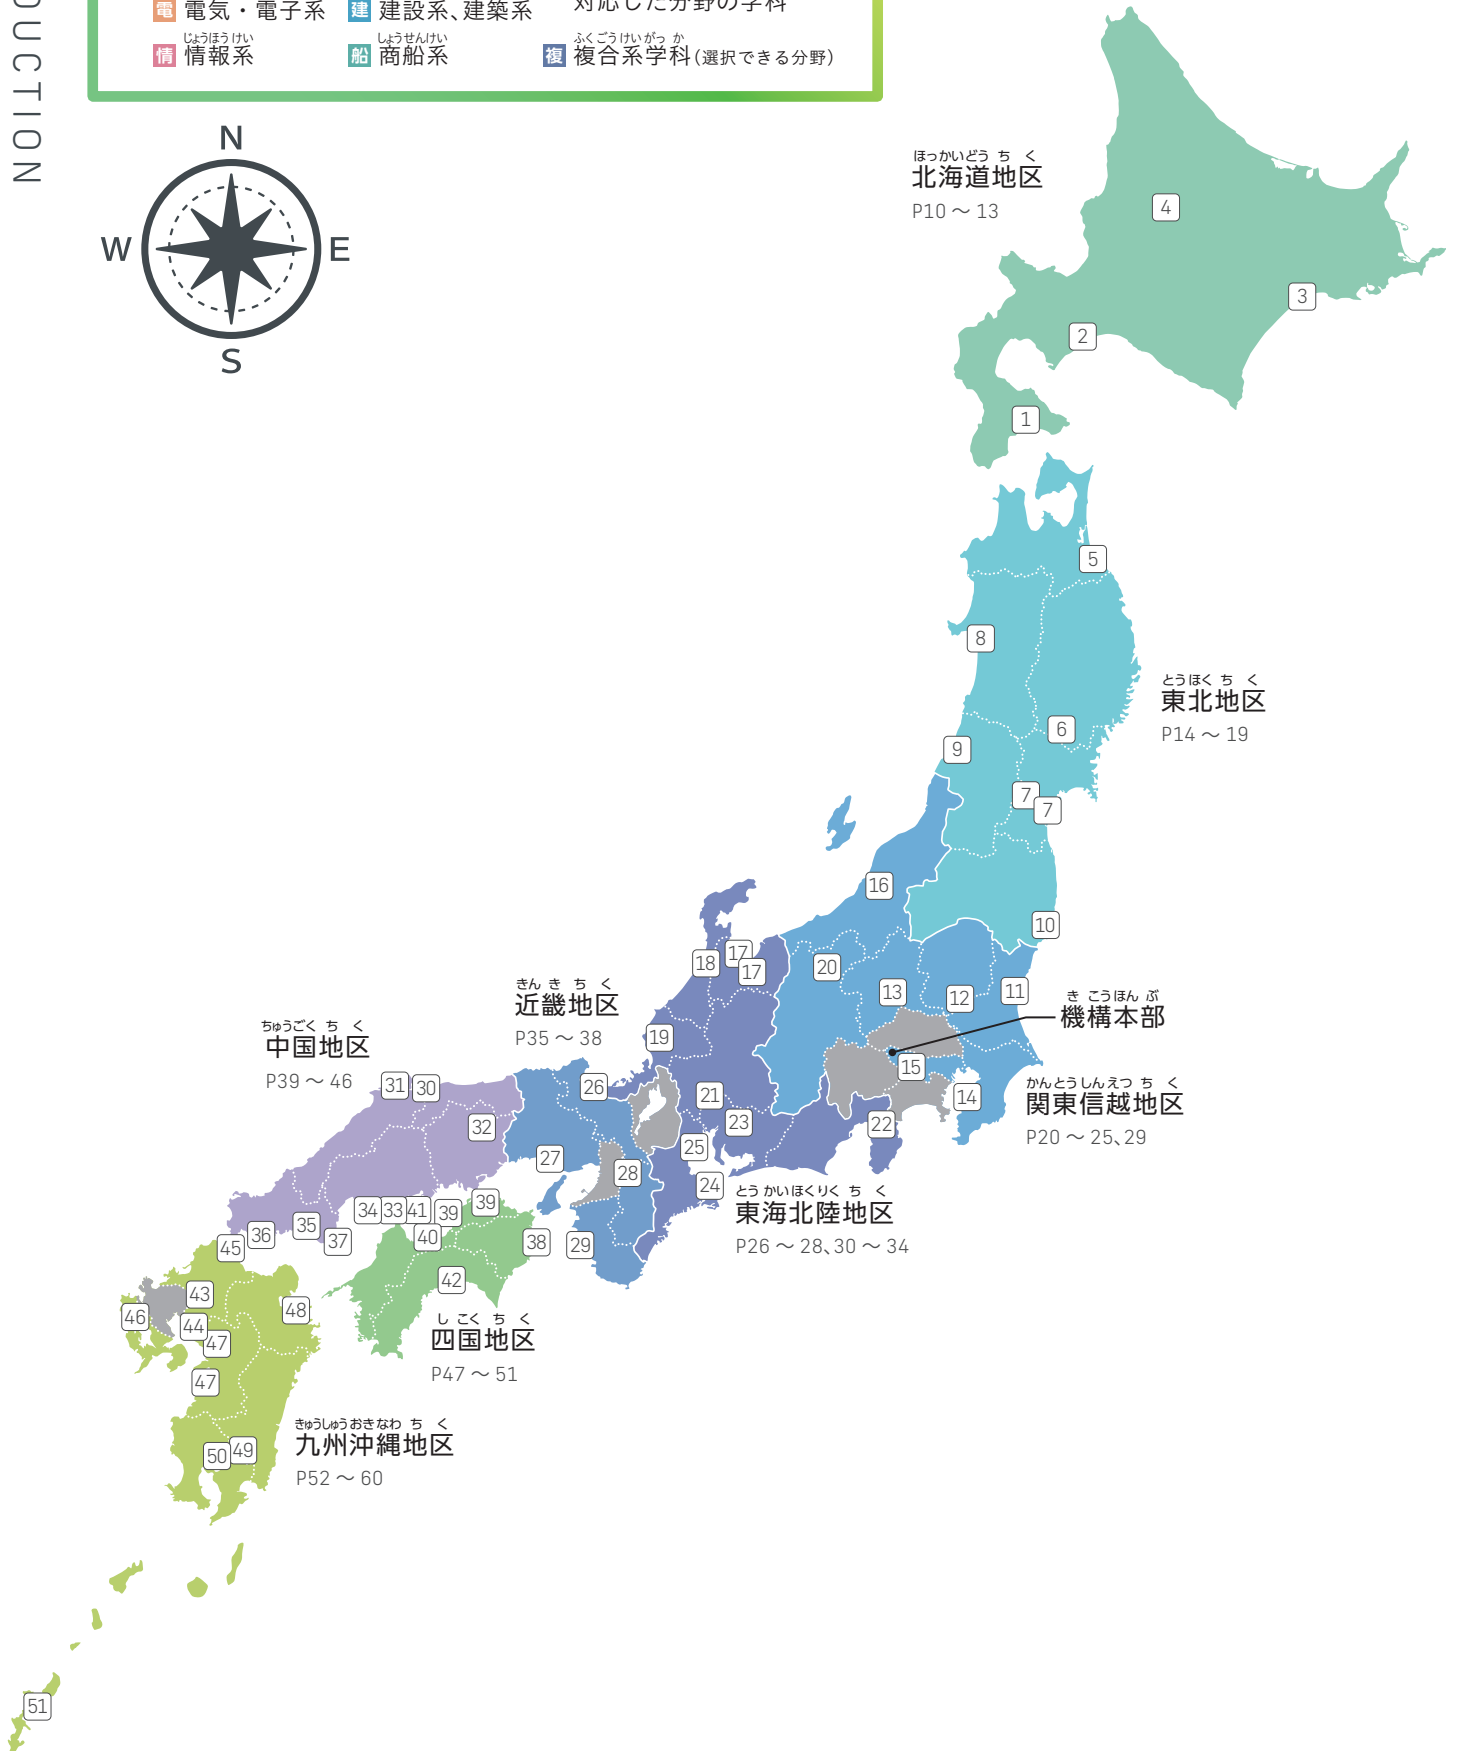 UCTION
電 電気・電子系
建 建設系、建築系
対応した分野の学科
じょうほうけい
情 情報系
しょうせんけい
船 商船系
ふくごうけいがっか
複 複合系学科(選択できる分野)
N
W
E
S
ほっかいどうちく
北海道地区
P10 ～ 13
4
3
2
1
5
8
とうほくちく
東北地区
P14 ～ 19
6
9
7
7
16
10
18
17
17
20
13
12
11
きこうほんぶ
機構本部
きんきちく
近畿地区
P35 ～ 38
19
15
14
かんとうしんえつちく
関東信越地区
P20 ～ 25、29
ちゅうごくちく
中国地区
P39 ～ 46
31
30
26
21
22
32
23
25
27
28
24
とうかいほくりくちく
東海北陸地区
P26 ～ 28、30 ～ 34
34
33
41
39
39
36
35
37
40
38
29
45
42
43
46
44
48
47
47
しこくちく
四国地区
P47 ～ 51
きゅうしゅうおきなわちく
九州沖縄地区
P52 ～ 60
50
49
51